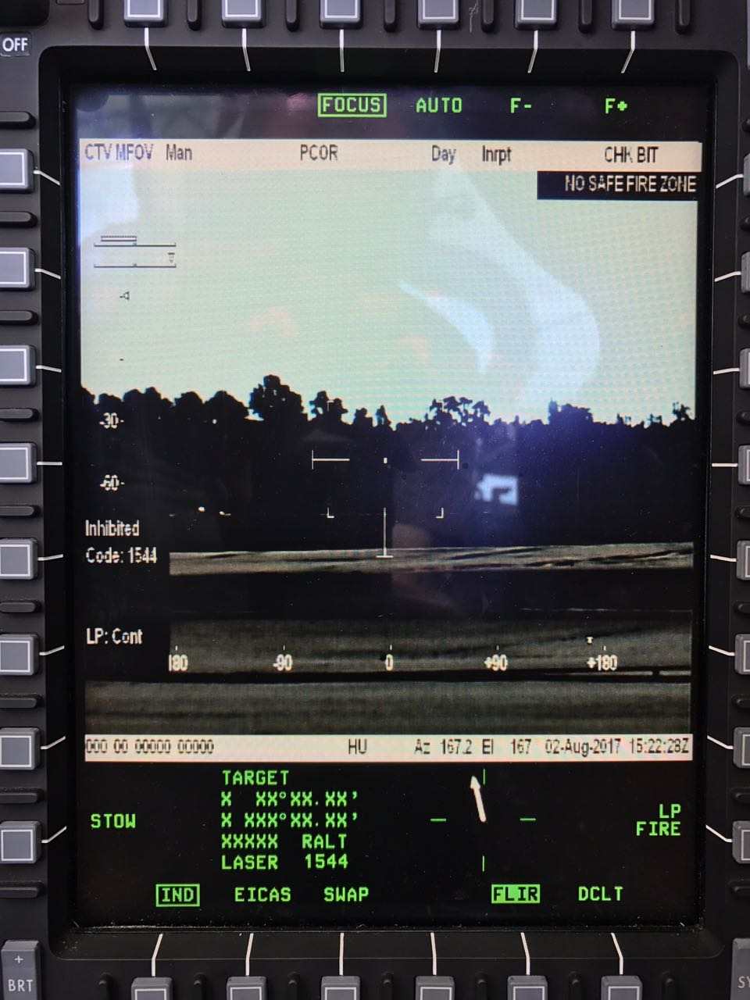 OFF
FOCUS AUTO F- F+
CTV MFOV Man PCOR Day Inrpt CHK BIT
NO SAFE FIRE ZONE
-30-
-60-
Inhibited
Code: 1544
LP: Cont
180 -90 0 +90 +180
000 00 00000 00000 HU Az 167.2 El 167 02-Aug-2017 15:22:28Z
TARGET
X XX°XX.XX'
X XXX°XX.XX'
XXXXX RALT
LASER 1544
STOW
LP
FIRE
IND EICAS SWAP FLIR DCLT
+
BRT
SY